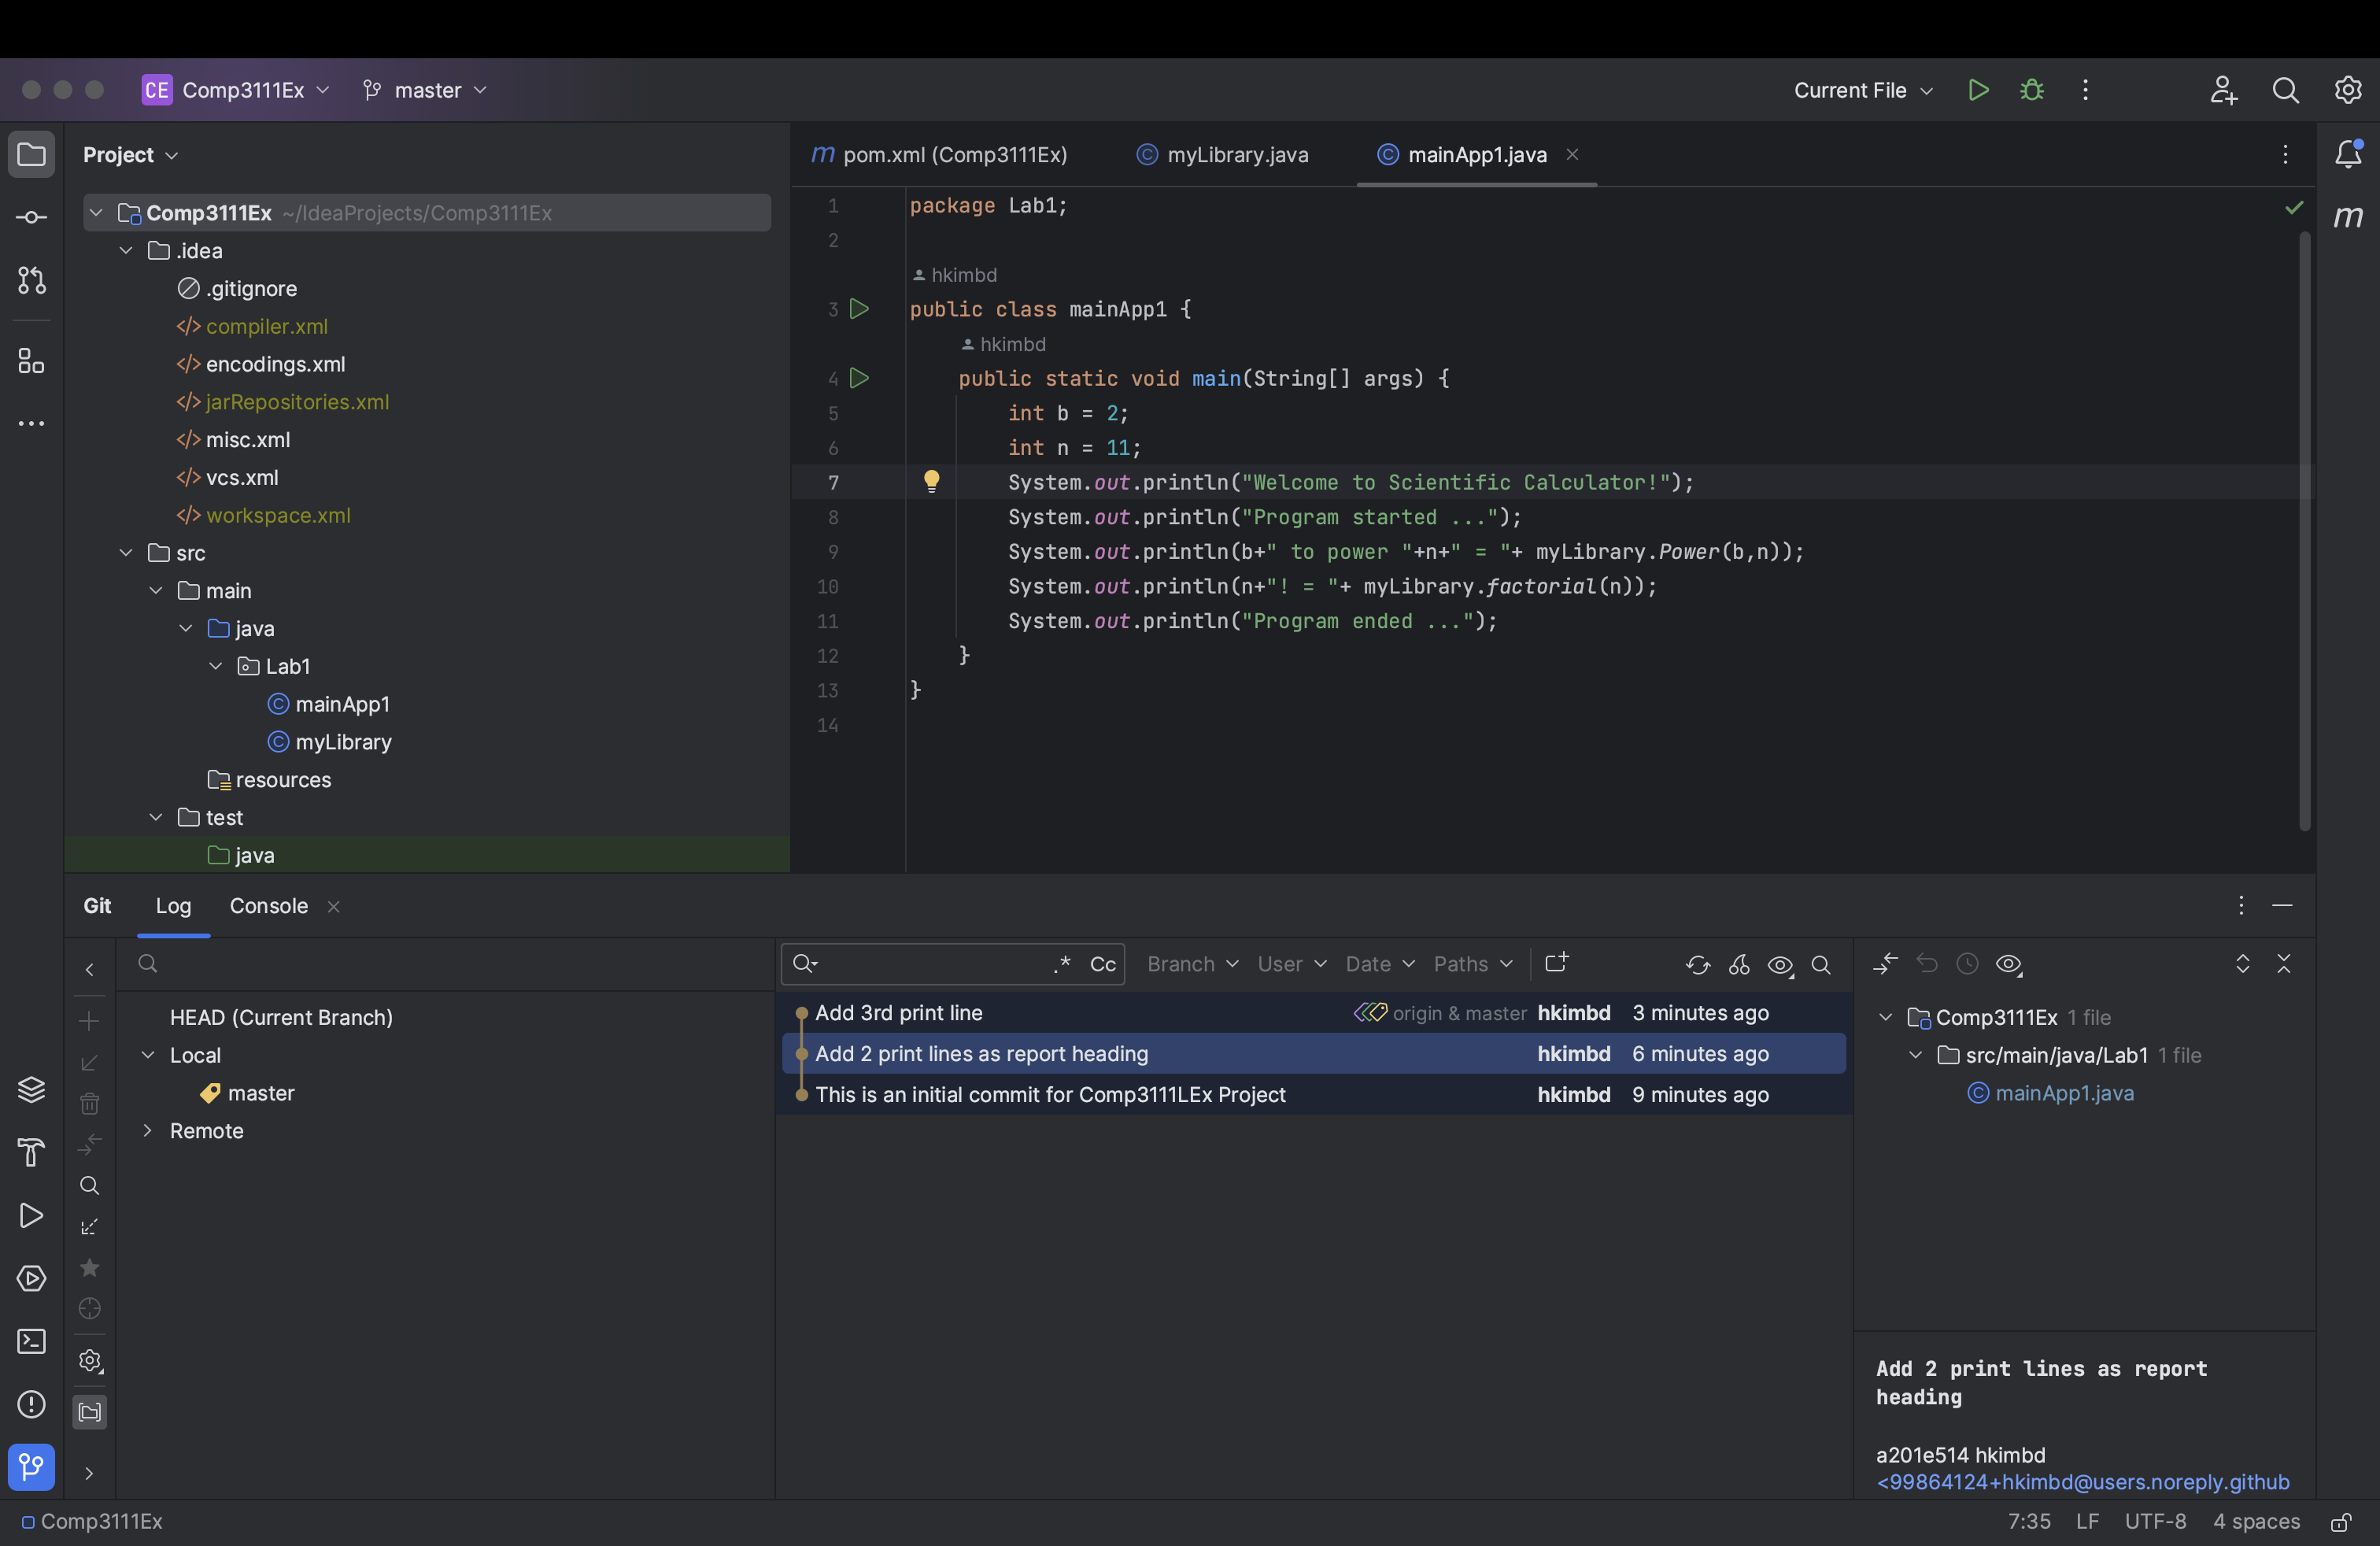 CE Comp3111Ex master Current File
Project
Comp3111Ex ~/IdeaProjects/Comp3111Ex
.idea
.gitignore
</> compiler.xml
</> encodings.xml
</> jarRepositories.xml
</> misc.xml
</> vcs.xml
</> workspace.xml
src
main
java
Lab1
mainApp1
myLibrary
resources
test
java
m pom.xml (Comp3111Ex) myLibrary.java mainApp1.java
m
1 package Lab1;
2
hkimbd
3 public class mainApp1 {
hkimbd
4 public static void main(String[] args) {
5 int b = 2;
6 int n = 11;
7 System.out.println("Welcome to Scientific Calculator!");
8 System.out.println("Program started ...");
9 System.out.println(b+" to power "+n+" = "+ myLibrary.Power(b,n));
10 System.out.println(n+"! = "+ myLibrary.factorial(n));
11 System.out.println("Program ended ...");
12 }
13 }
14
Git Log Console
.* Cc Branch User Date Paths
HEAD (Current Branch)
Local
master
Remote
Add 3rd print line origin & master hkimbd 3 minutes ago
Add 2 print lines as report heading hkimbd 6 minutes ago
This is an initial commit for Comp3111LEx Project hkimbd 9 minutes ago
Comp3111Ex 1 file
src/main/java/Lab1 1 file
mainApp1.java
Add 2 print lines as report
heading
a201e514 hkimbd
<99864124+hkimbd@users.noreply.github
Comp3111Ex 7:35 LF UTF-8 4 spaces